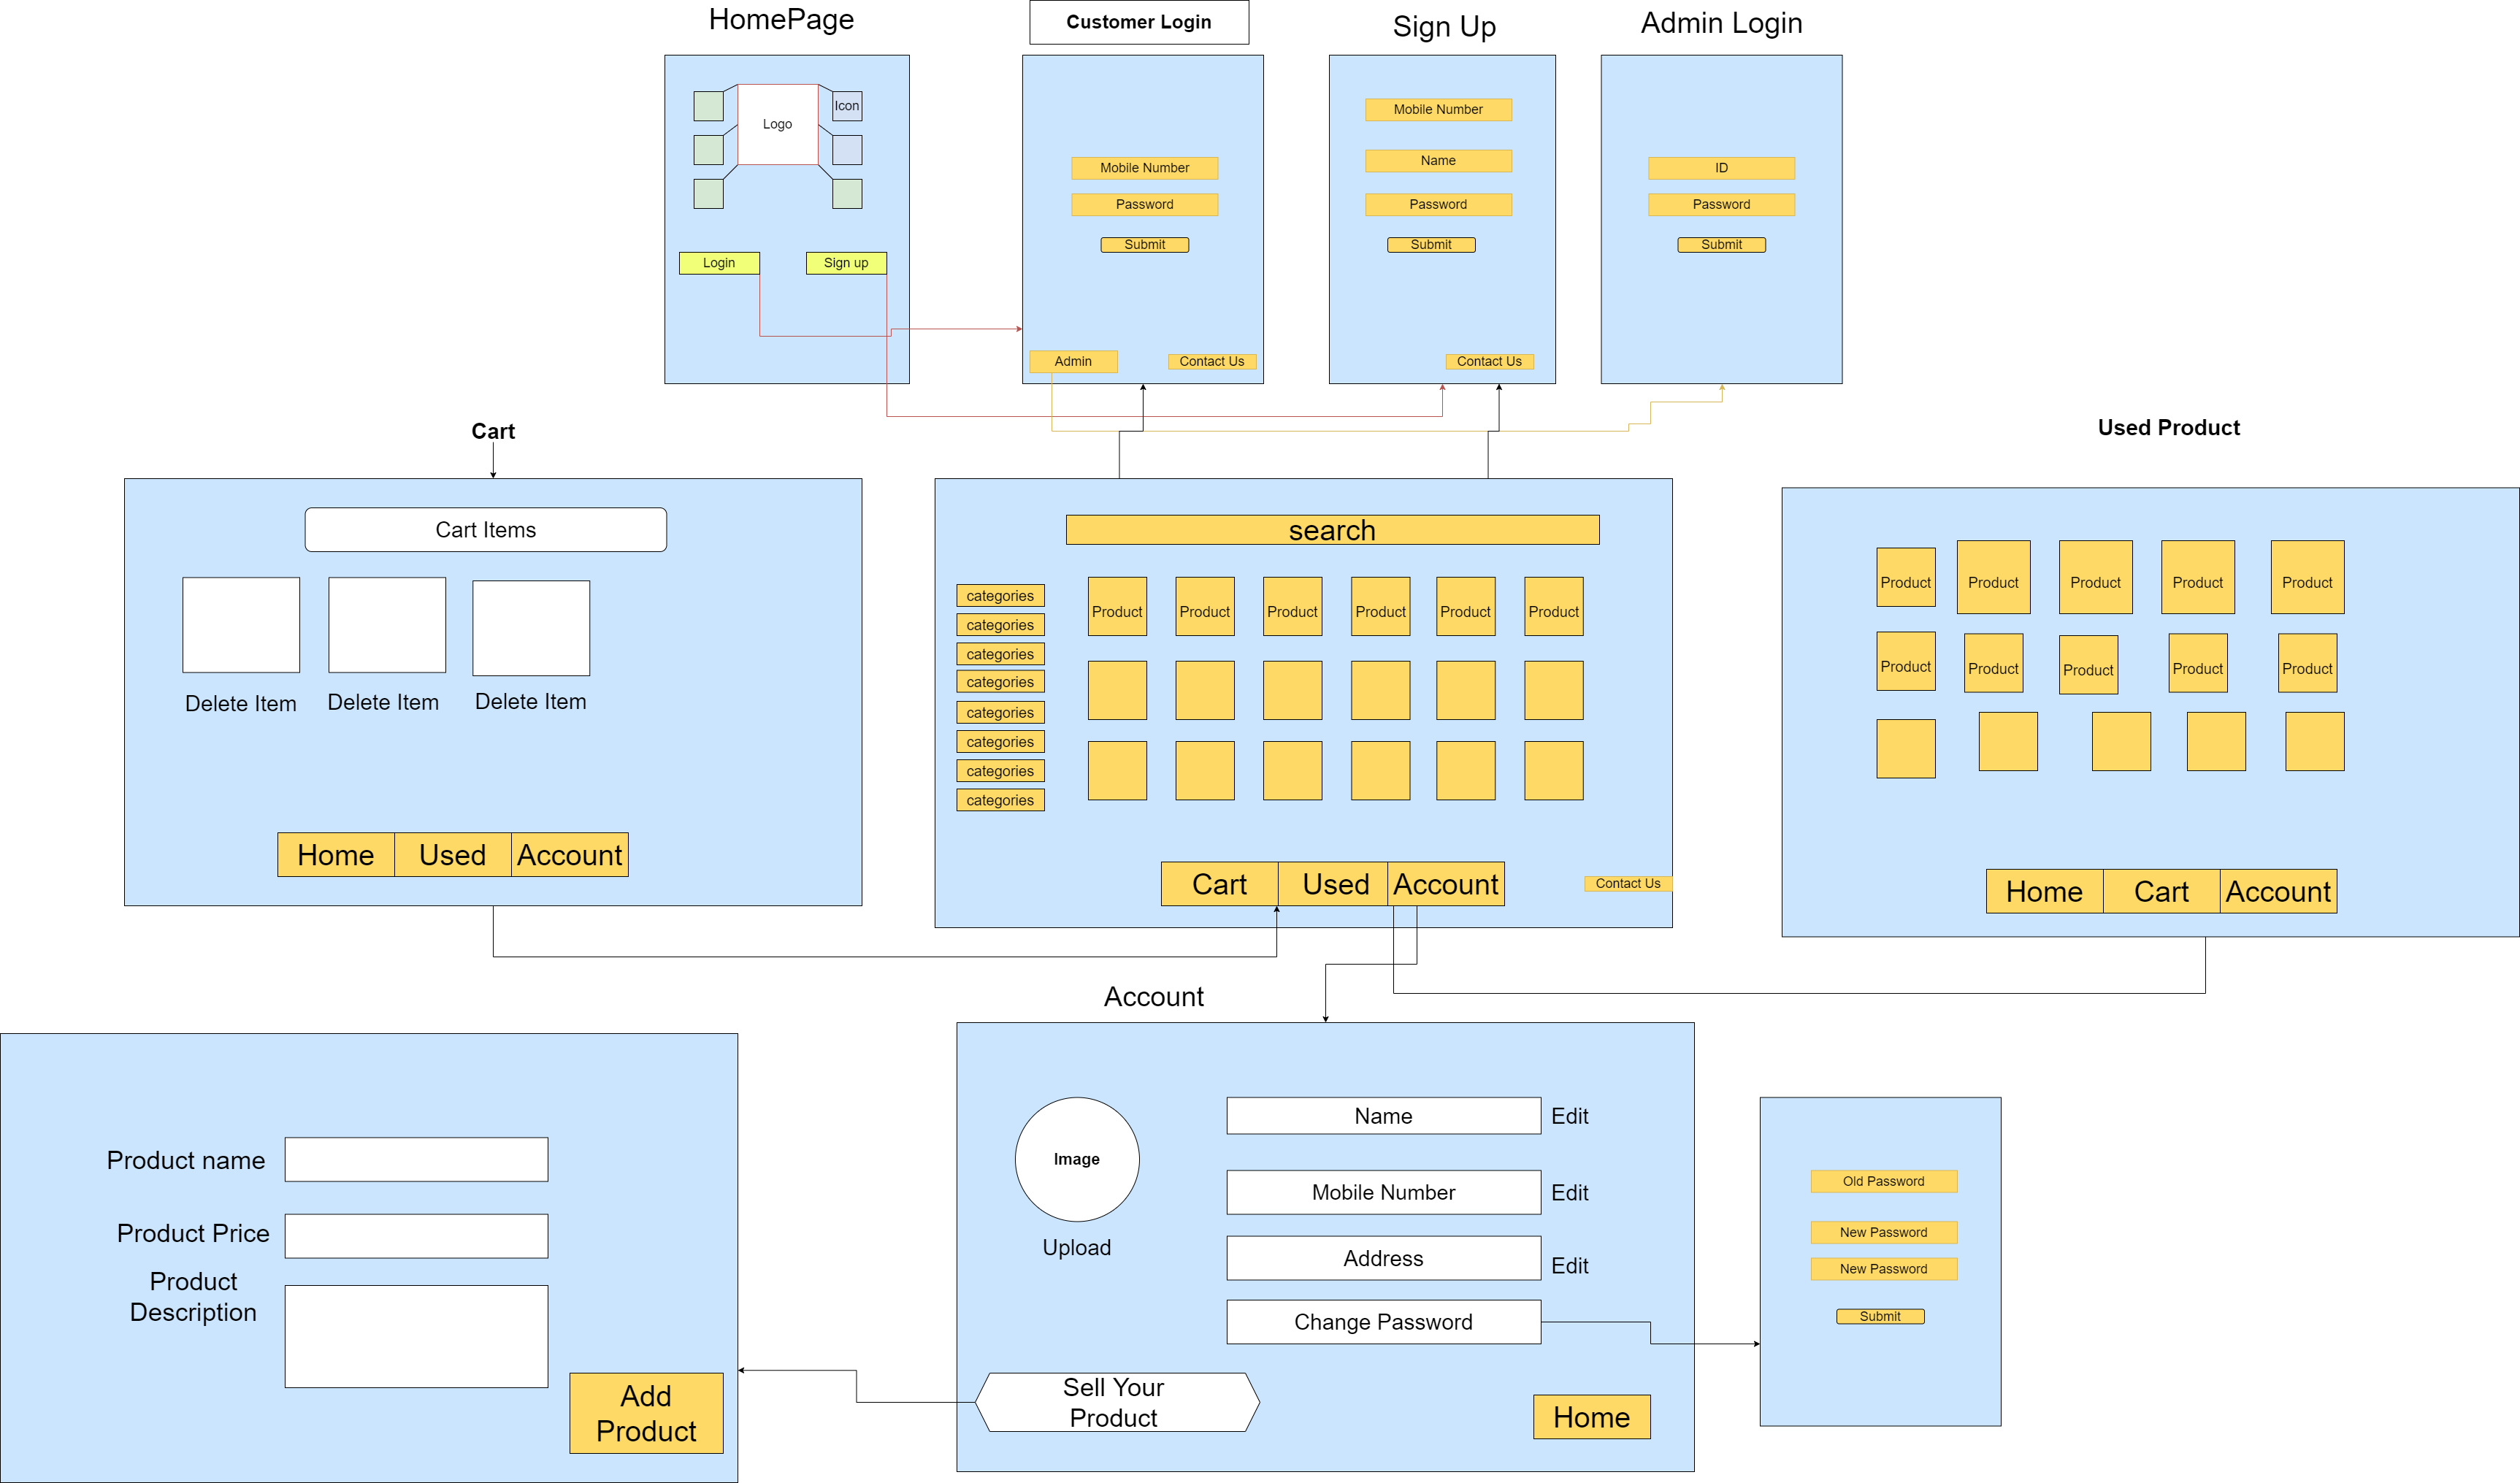 HomePage
Customer Login
Sign Up
Admin Login
Logo
Icon
Login
Sign up
Mobile Number
Password
Submit
Admin
Contact Us
Mobile Number
Name
Password
Submit
Contact Us
ID
Password
Submit
Cart
Cart Items
Delete Item
Delete Item
Delete Item
Home
Used
Account
search
categories
categories
categories
categories
categories
categories
categories
categories
Product
Product
Product
Product
Product
Product
Cart
Used
Account
Contact Us
Used Product
Product
Product
Product
Product
Product
Product
Product
Product
Product
Product
Home
Cart
Account
Product name
Product Price
Product
Description
Add
Product
Account
Image
Upload
Name
Edit
Mobile Number
Edit
Address
Edit
Change Password
Sell Your
Product
Home
Old Password
New Password
New Password
Submit